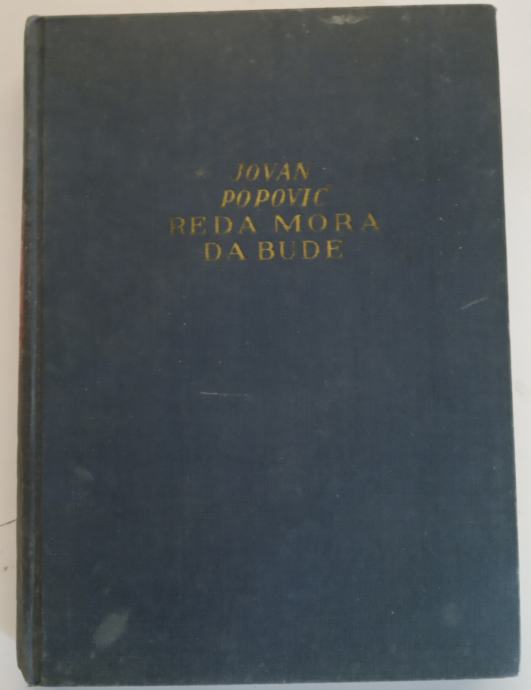 JOVAN
POPOVIĆ
REDA MORA
DA BUDE